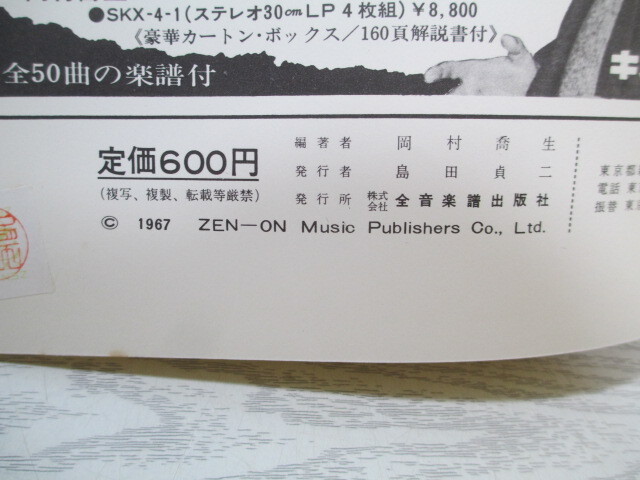 ●SKX-4-1(ステレオ30cmLP 4枚組)¥8,800
《豪華カートン・ボックス/160頁解説書付》
全50曲の楽譜付
キ
定価600円
(複写、複製、転載等厳禁)
編著者 岡村喬生
発行者 島田貞二
発行所 株式会社 全音楽譜出版社
© 1967 ZEN—ON Music Publishers Co., Ltd.
東京都
電話 東
振替 東